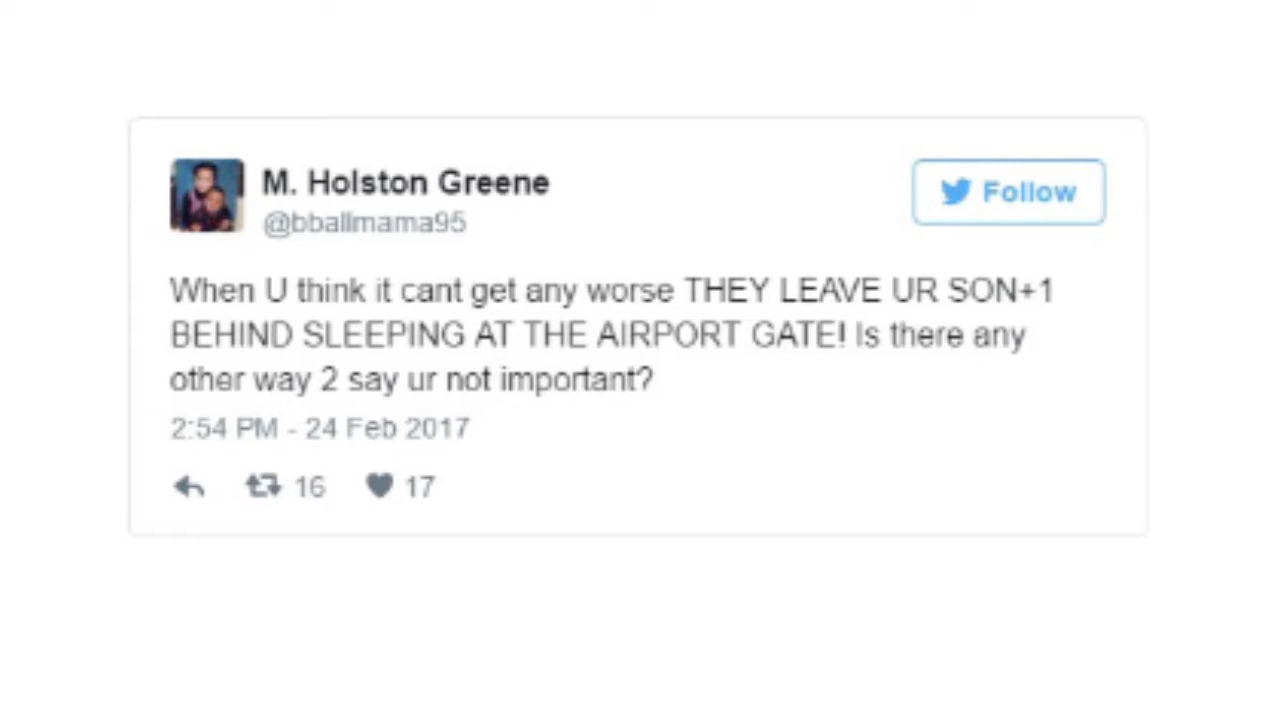 M. Holston Greene
Follow
@bballmama95
When U think it cant get any worse THEY LEAVE UR SON+1
BEHIND SLEEPING AT THE AIRPORT GATE! Is there any
other way 2 say ur not important?
2:54 PM - 24 Feb 2017
16 17